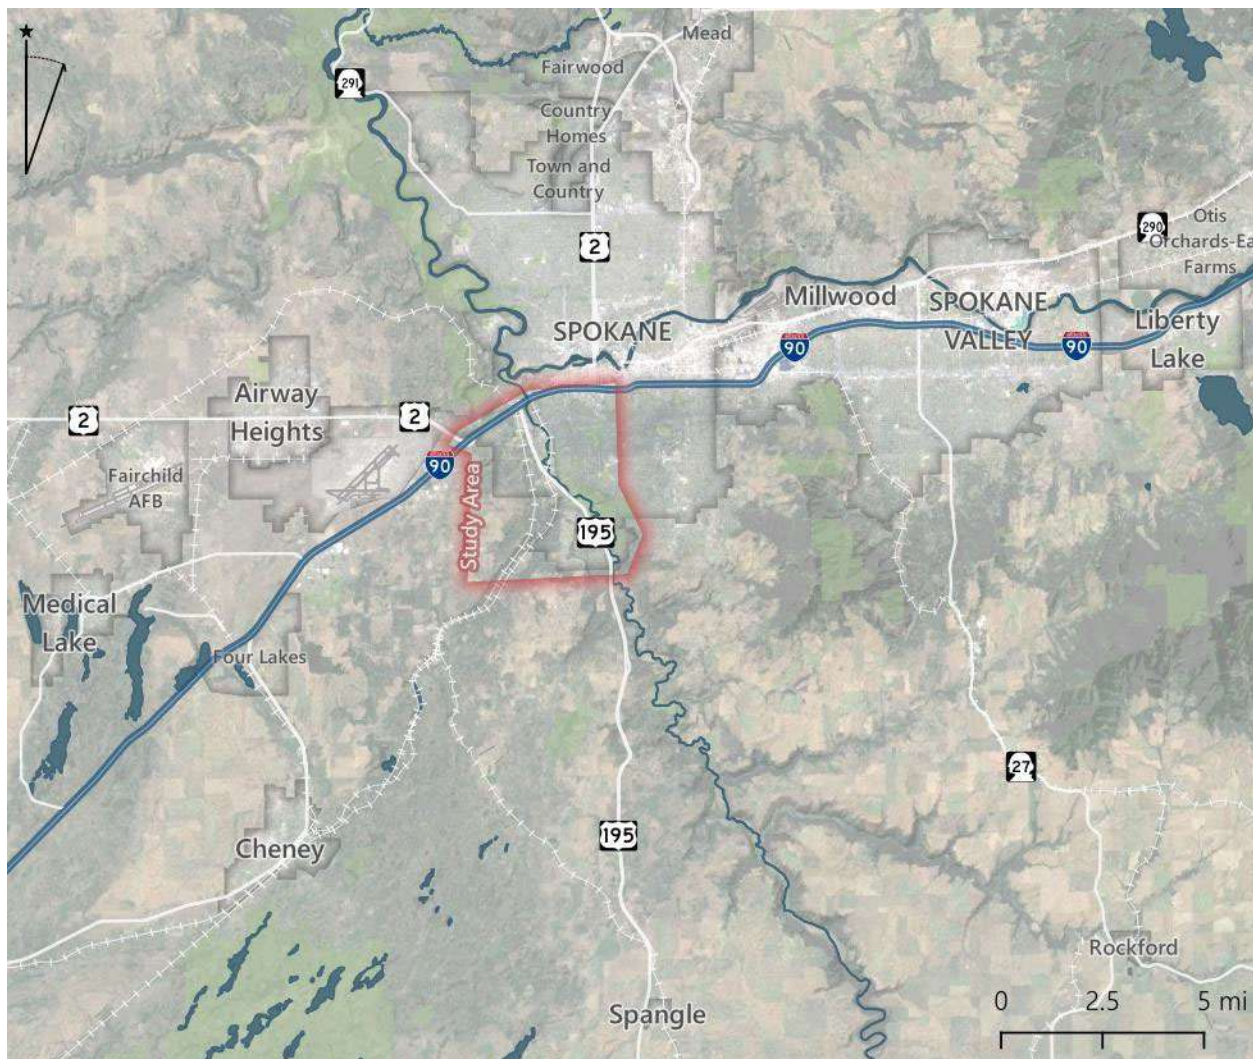 Mead
Fairwood
291
Country
Homes
Town and
Country
2
290
Otis
Orchards-Ea
Farms
Millwood
SPOKANE
SPOKANE
VALLEY
Liberty
Lake
90
90
Airway
Heights
2
2
90
Fairchild
AFB
Study Area
195
Medical
Lake
Four Lakes
27
195
Cheney
Rockford
Spangle
0 2.5 5 mi